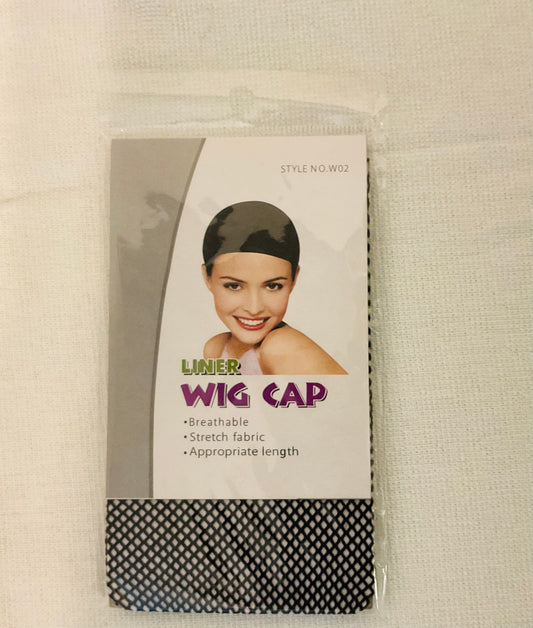 STYLE NO.W02
LINER
WIG CAP
•Breathable
•Stretch fabric
•Appropriate length